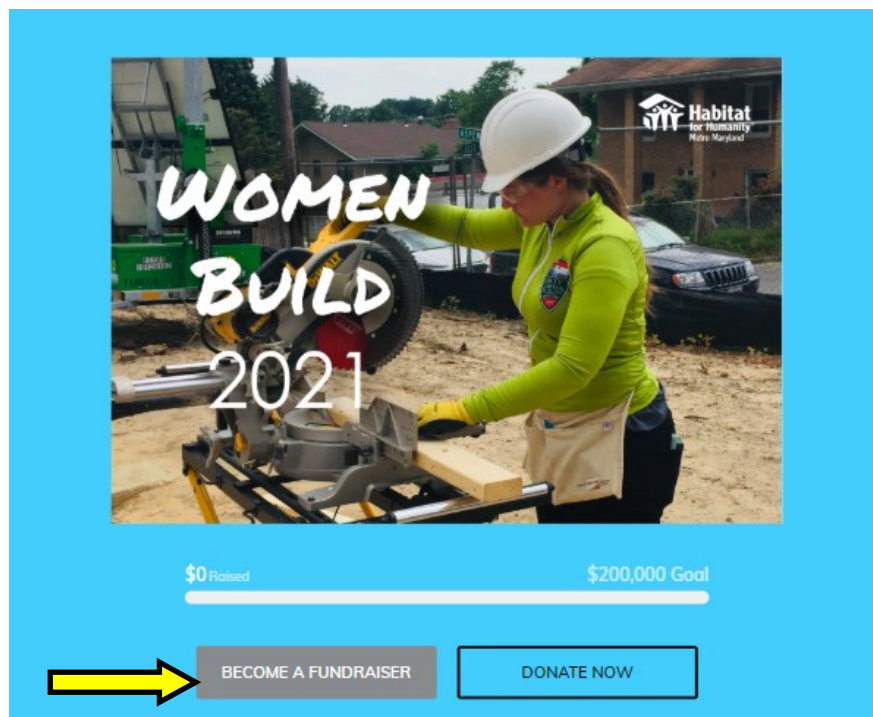 Habitat
for Humanity
Metro Maryland
WOMEN
BUILD
2021
$0 Raised
$200,000 Goal
BECOME A FUNDRAISER
DONATE NOW